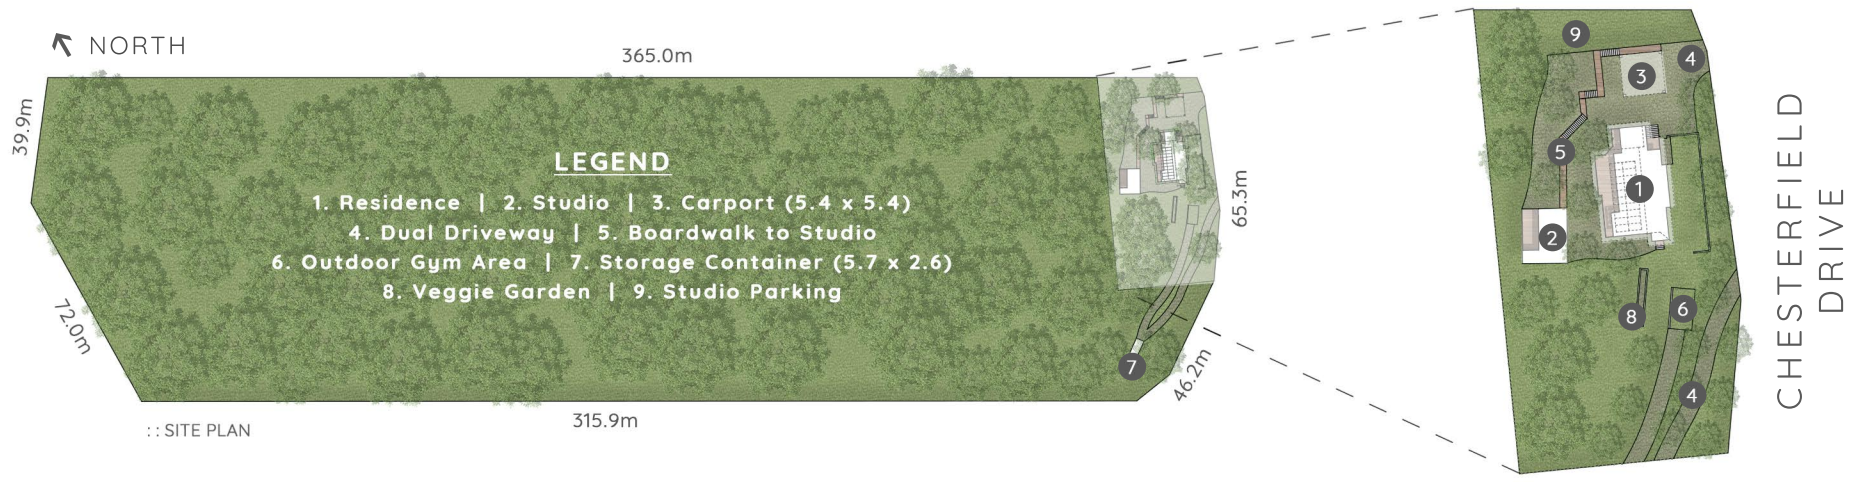 NORTH
365.0m
39.9m
LEGEND
1. Residence | 2. Studio | 3. Carport (5.4 x 5.4)
4. Dual Driveway | 5. Boardwalk to Studio
6. Outdoor Gym Area | 7. Storage Container (5.7 x 2.6)
8. Veggie Garden | 9. Studio Parking
65.3m
72.0m
7
46.2m
315.9m
:: SITE PLAN
9
4
3
5
1
2
8
6
4
CHESTERFIELD
DRIVE